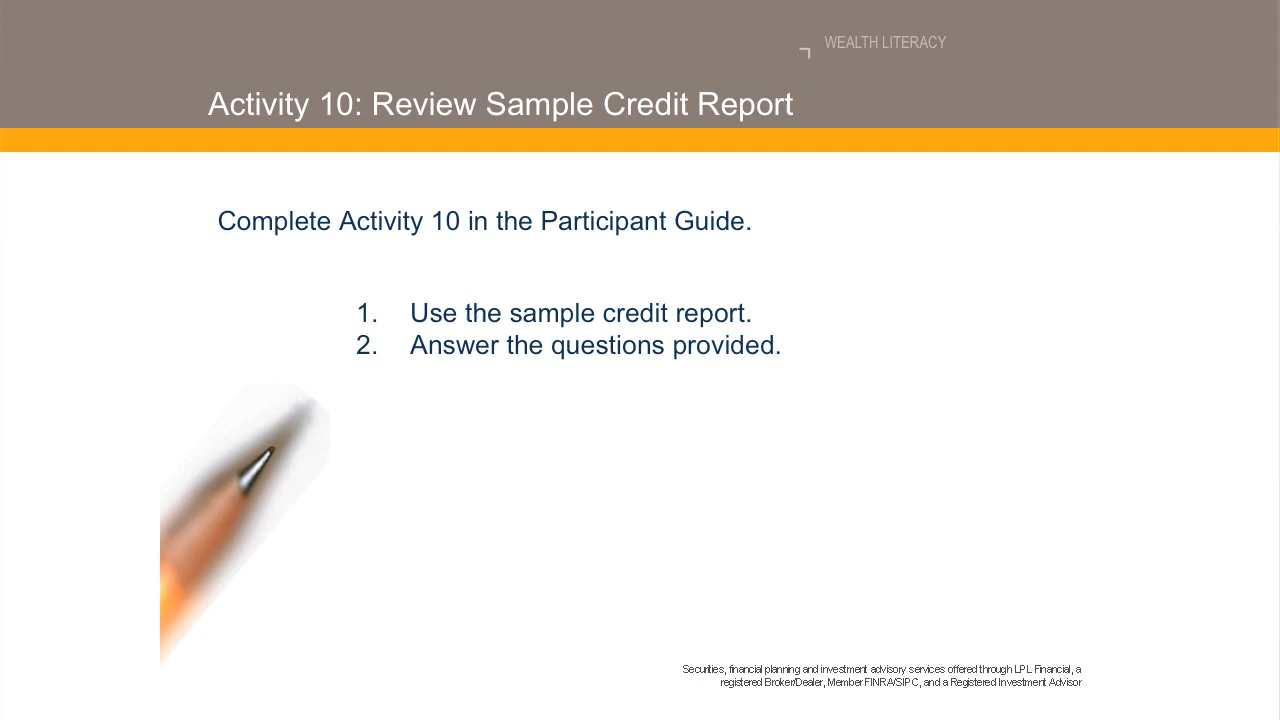 WEALTH LITERACY
Activity 10: Review Sample Credit Report
Complete Activity 10 in the Participant Guide.
1. Use the sample credit report.
2. Answer the questions provided.
Securities, financial planning and investment advisory services offered through LPL Financial, a
registered Broker/Dealer, Member FINRA/SIPC, and a Registered Investment Advisor